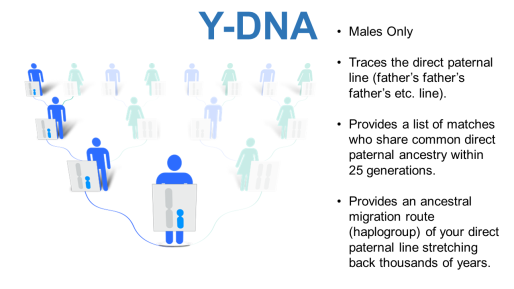 Y-DNA
• Males Only
• Traces the direct paternal
line (father's father's
father's etc. line).
• Provides a list of matches
who share common direct
paternal ancestry within
25 generations.
• Provides an ancestral
migration route
(haplogroup) of your direct
paternal line stretching
back thousands of years.